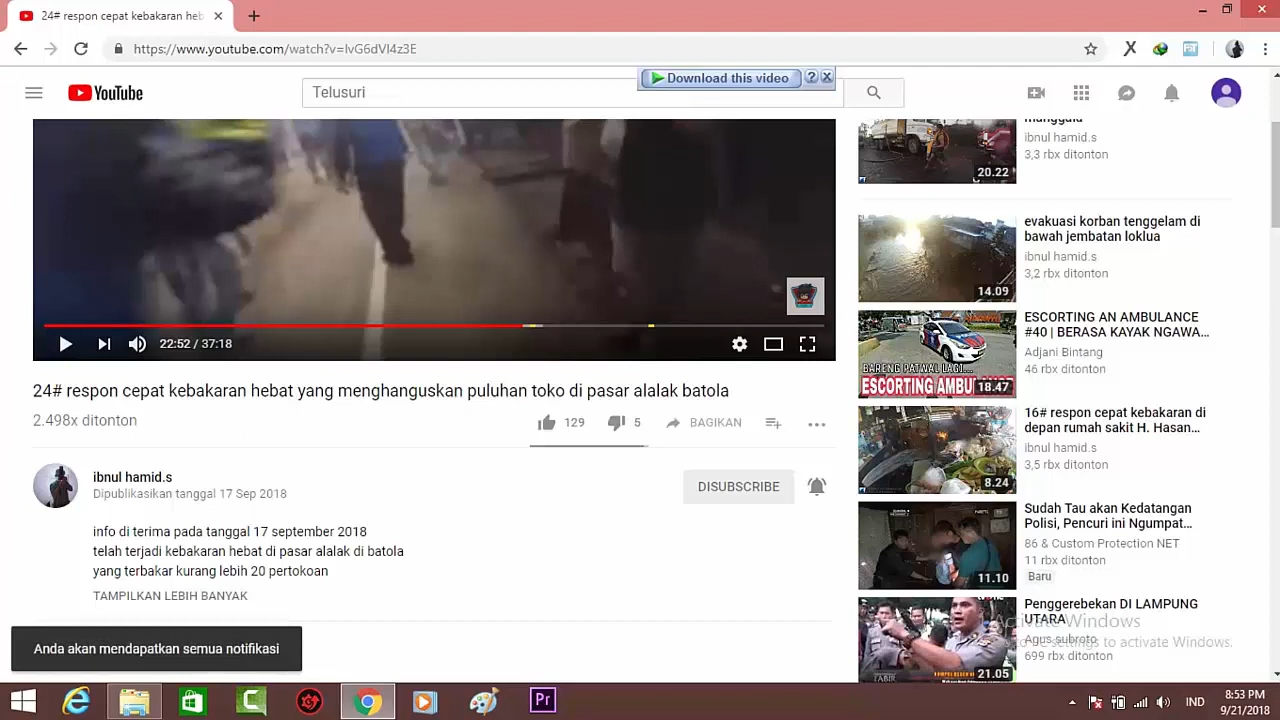 24# respon cepat kebakaran heb
https://www.youtube.com/watch?v=lvG6dVl4z3E
Download this video
?
YouTube
Telusuri
manggala
ibnul hamid.s
3,3 rbx ditonton
20.22
evakuasi korban tenggelam di
bawah jembatan loklua
ibnul hamid.s
3,2 rbx ditonton
14.09
ESCORTING AN AMBULANCE
#40 | BERASA KAYAK NGAWA...
Adjani Bintang
46 rbx ditonton
BARENG PATWAL LAGI...
ESCORTING AMBU
18.47
16# respon cepat kebakaran di
depan rumah sakit H. Hasan...
ibnul hamid.s
3,5 rbx ditonton
8.24
Sudah Tau akan Kedatangan
Polisi, Pencuri ini Ngumpat...
86 & Custom Protection NET
11 rbx ditonton
Baru
11.10
Penggerebekan DI LAMPUNG
UTARA
Agus subroto
699 rbx ditonton
21.05
22:52 / 37:18
24# respon cepat kebakaran hebat yang menghanguskan puluhan toko di pasar alalak batola
2.498x ditonton
129
5
BAGIKAN
ibnul hamid.s
Dipublikasikan tanggal 17 Sep 2018
DISUBSCRIBE
info di terima pada tanggal 17 september 2018
telah terjadi kebakaran hebat di pasar alalak di batola
yang terbakar kurang lebih 20 pertokoan
TAMPILKAN LEBIH BANYAK
Anda akan mendapatkan semua notifikasi
Activate Windows
to PC settings to activate Windows.
Pr
IND
8:53 PM
9/21/2018